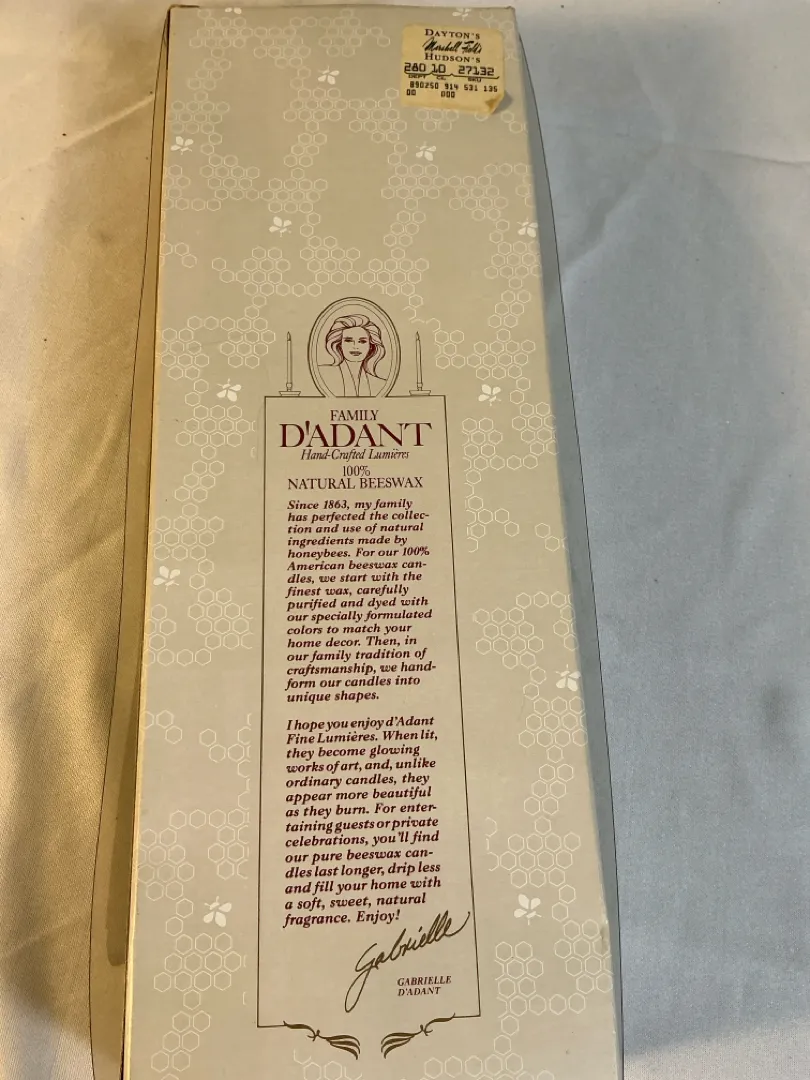 DAYTON'S
Marshall Field's
HUDSON'S
280 10 27132
DEPT CL SKU
890250 914 531 135
00 000
FAMILY
D'ADANT
Hand-Crafted Lumières
100%
NATURAL BEESWAX
Since 1863, my family
has perfected the collec-
tion and use of natural
ingredients made by
honeybees. For our 100%
American beeswax can-
dles, we start with the
finest wax, carefully
purified and dyed with
our specially formulated
colors to match your
home decor. Then, in
our family tradition of
craftsmanship, we hand-
form our candles into
unique shapes.
I hope you enjoy d'Adant
Fine Lumières. When lit,
they become glowing
works of art, and, unlike
ordinary candles, they
appear more beautiful
as they burn. For enter-
taining guests or private
celebrations, you'll find
our pure beeswax can-
dles last longer, drip less
and fill your home with
a soft, sweet, natural
fragrance. Enjoy!
Gabrielle
GABRIELLE
D'ADANT